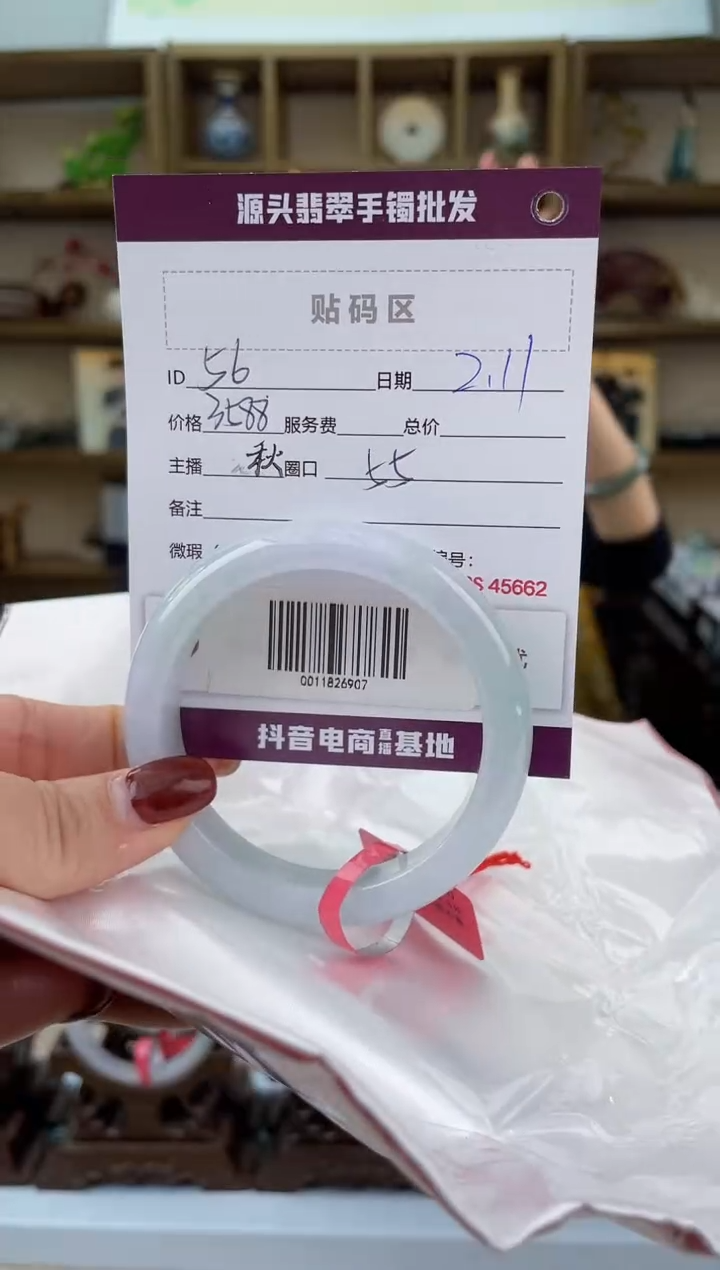 源头翡翠手镯批发
贴码区
ID 56 日期 2.11
价格 3588 服务费 总价
主播 秋 圈口 55
备注
微瑕 编号:
S 45662
0011826907
抖音电商直播基地